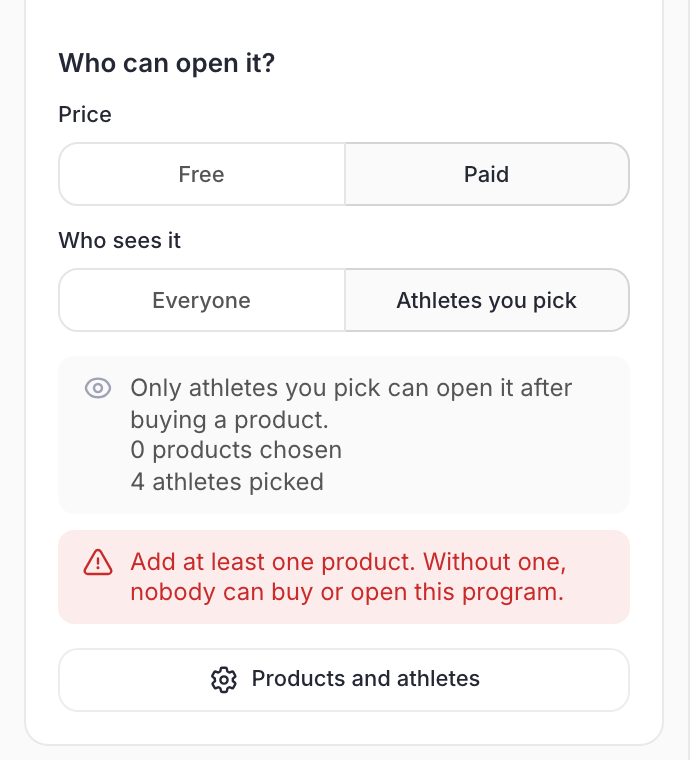 Who can open it?
Price
Free
Paid
Who sees it
Everyone
Athletes you pick
Only athletes you pick can open it after
buying a product.
0 products chosen
4 athletes picked
Add at least one product. Without one,
nobody can buy or open this program.
Products and athletes